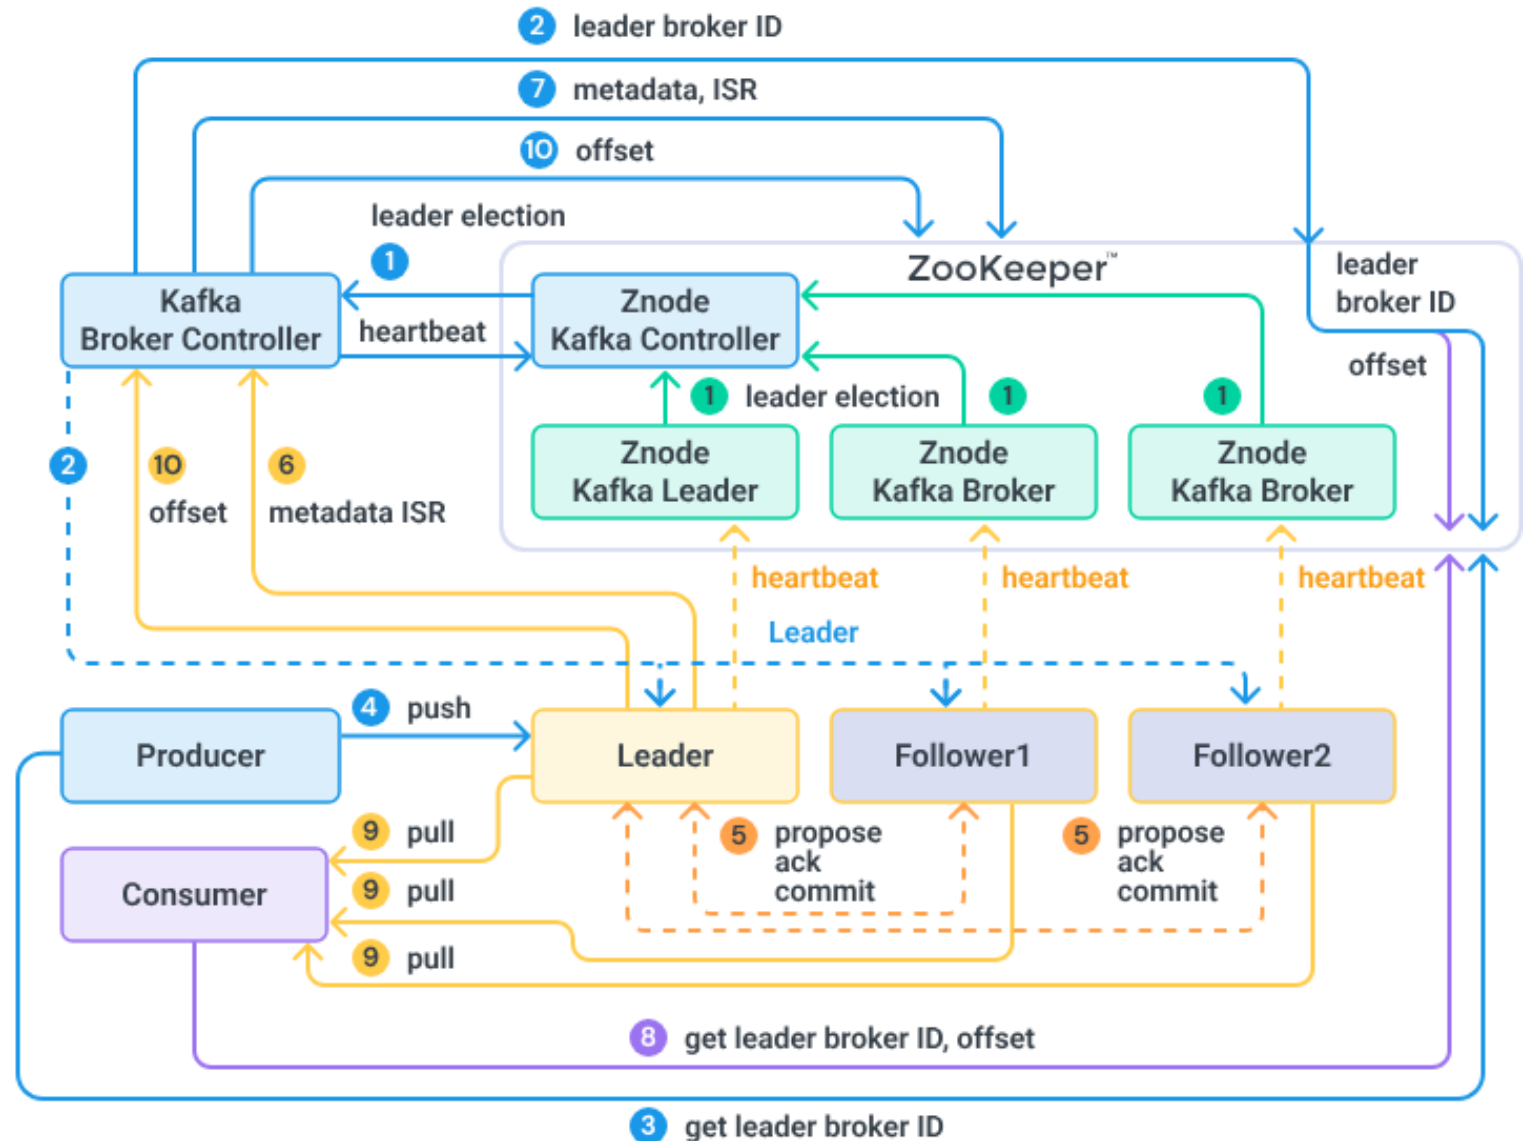 2 leader broker ID
7 metadata, ISR
10 offset
leader election
1
ZooKeeper™
leader
broker ID
Kafka
Broker Controller
Znode
Kafka Controller
heartbeat
offset
1 leader election
1
1
2
10
offset
6
metadata ISR
Znode
Kafka Leader
Znode
Kafka Broker
Znode
Kafka Broker
heartbeat
heartbeat
heartbeat
Leader
4 push
Producer
Leader
Follower1
Follower2
9 pull
5 propose
ack
commit
5 propose
ack
commit
Consumer
9 pull
9 pull
8 get leader broker ID, offset
3 get leader broker ID